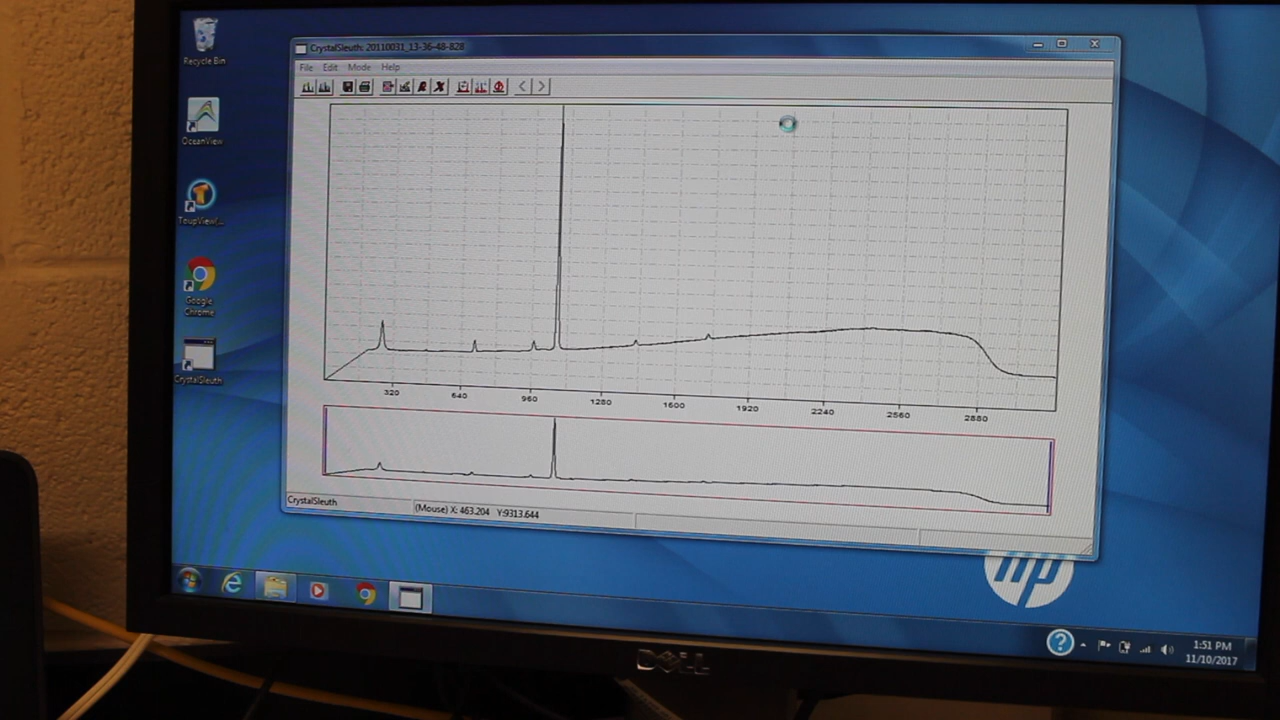 Recycle Bin
OceanView
ToupView(...
Google
Chrome
CrystalSleuth
CrystalSleuth: 20110031_13-36-48-828
File Edit Mode Help
320 640 960 1280 1600 1920 2240 2560 2880
CrystalSleuth (Mouse) X: 463.204 Y:9313.644
hp
?
1:51 PM
11/10/2017
DELL